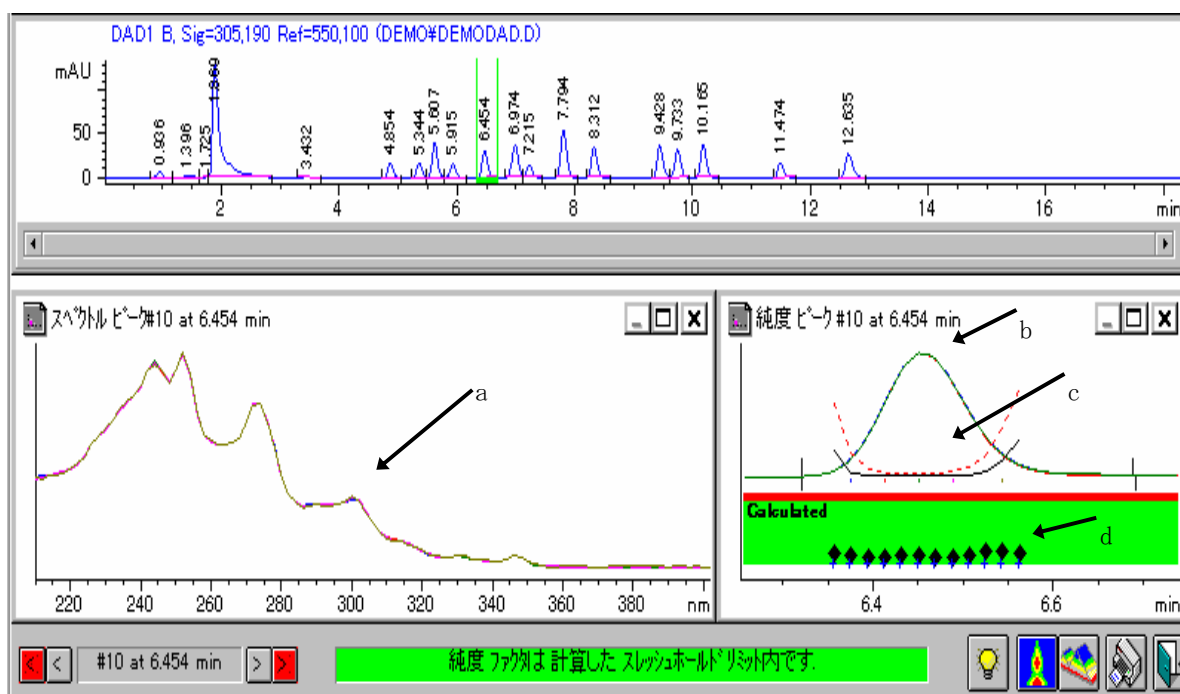 DAD1 B, Sig=305,190 Ref=550,100 (DEMO¥DEMODAD.D)
mAU
50
0
0.936
1.396
1.725
1.869
3.432
4.854
5.344
5.607
5.915
6.454
6.974
7.215
7.794
8.312
9.428
9.733
10.165
11.474
12.635
2 4 6 8 10 12 14 16 min
スペクトル ピーク#10 at 6.454 min
a
220 240 260 280 300 320 340 360 380 nm
純度 ピーク #10 at 6.454 min
b
c
Calculated
d
6.4 6.6 min
< < #10 at 6.454 min > >
純度 ファクタは 計算した スレッシュホールドリミット内です.